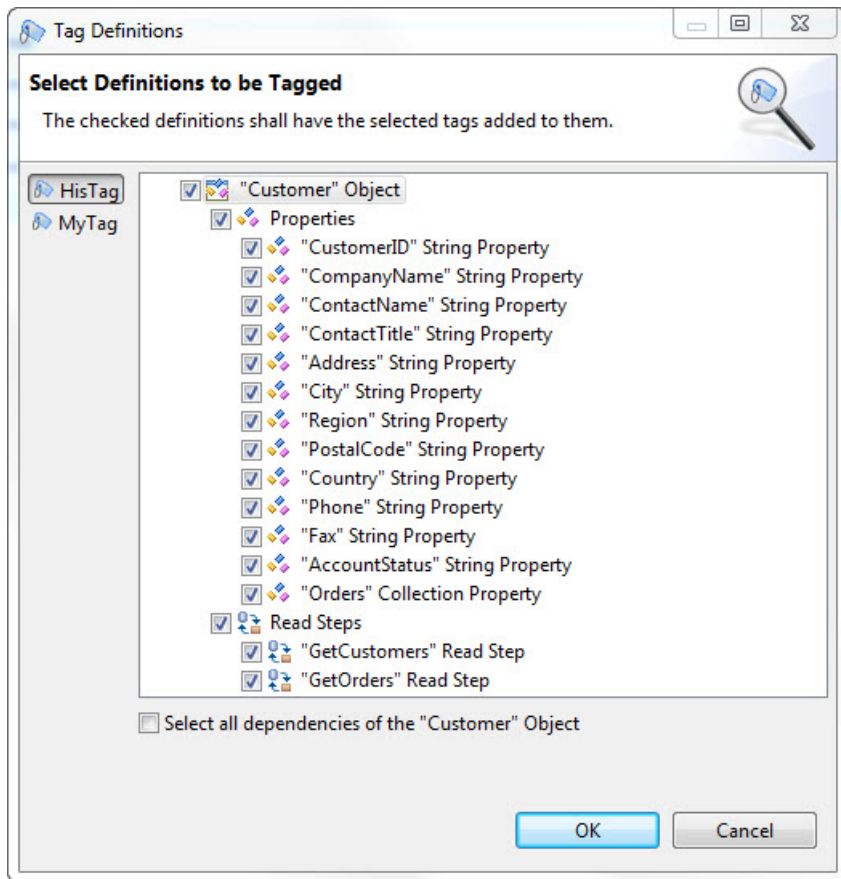 Tag Definitions
Select Definitions to be Tagged
The checked definitions shall have the selected tags added to them.
HisTag
MyTag
"Customer" Object
Properties
"CustomerID" String Property
"CompanyName" String Property
"ContactName" String Property
"ContactTitle" String Property
"Address" String Property
"City" String Property
"Region" String Property
"PostalCode" String Property
"Country" String Property
"Phone" String Property
"Fax" String Property
"AccountStatus" String Property
"Orders" Collection Property
Read Steps
"GetCustomers" Read Step
"GetOrders" Read Step
Select all dependencies of the "Customer" Object
OK
Cancel